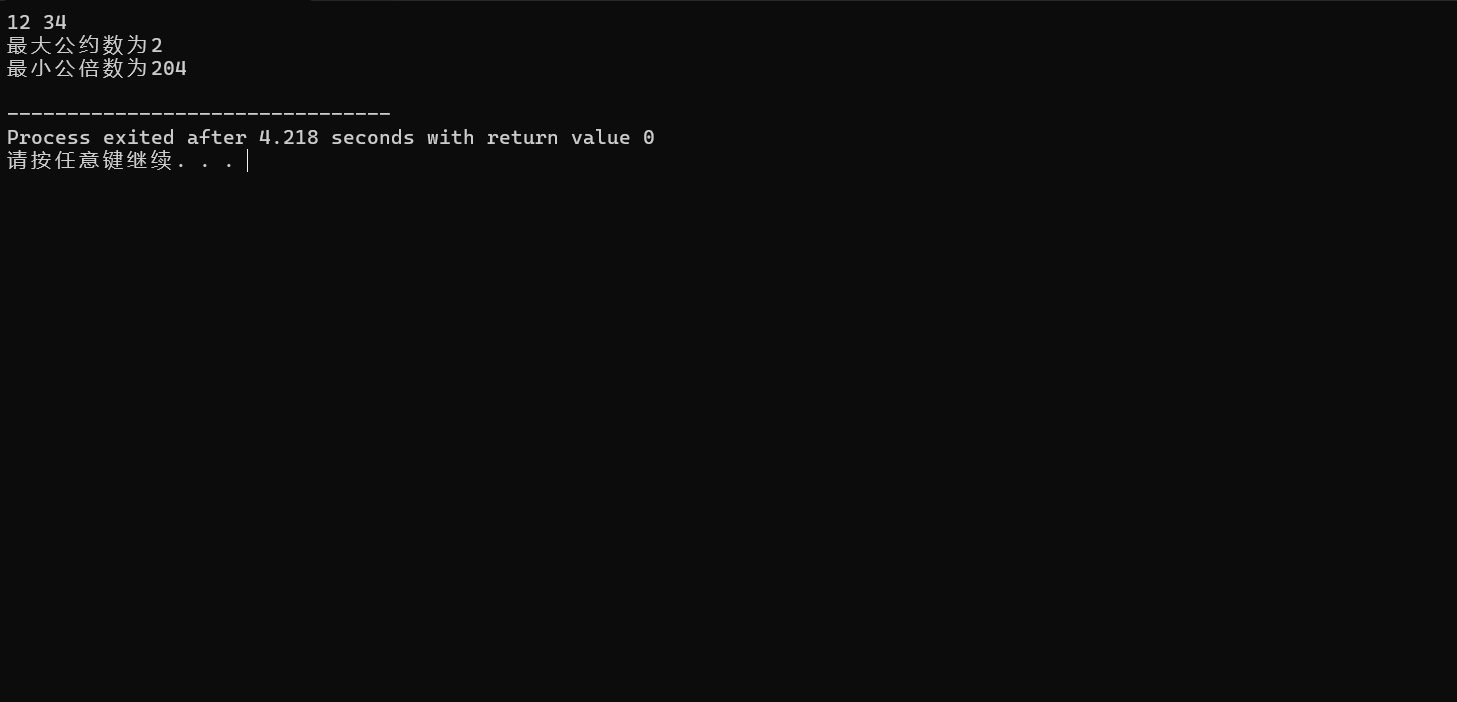 12 34
最大公约数为2
最小公倍数为204
--------------------------------
Process exited after 4.218 seconds with return value 0
请按任意键继续. . .